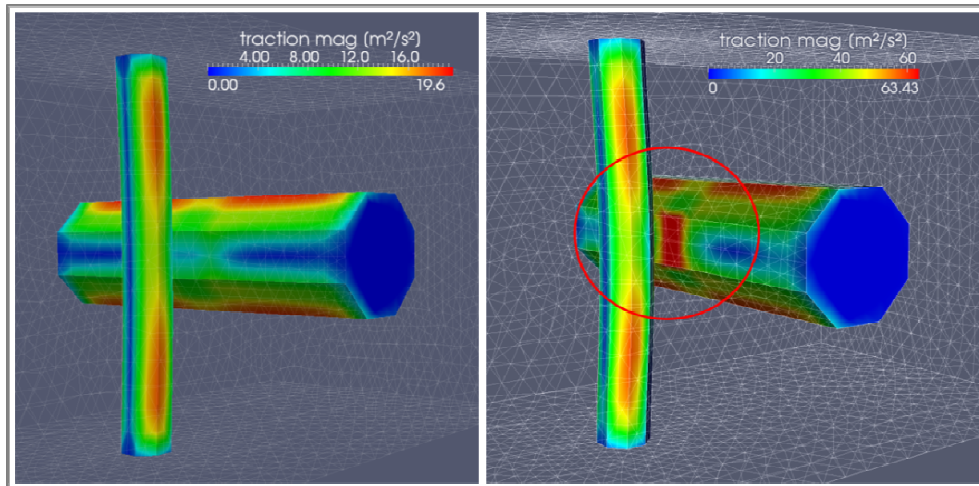 traction mag (m²/s²)
4.00 8.00 12.0 16.0
0.00 19.6
traction mag (m²/s²)
20 40 60
0 63.43